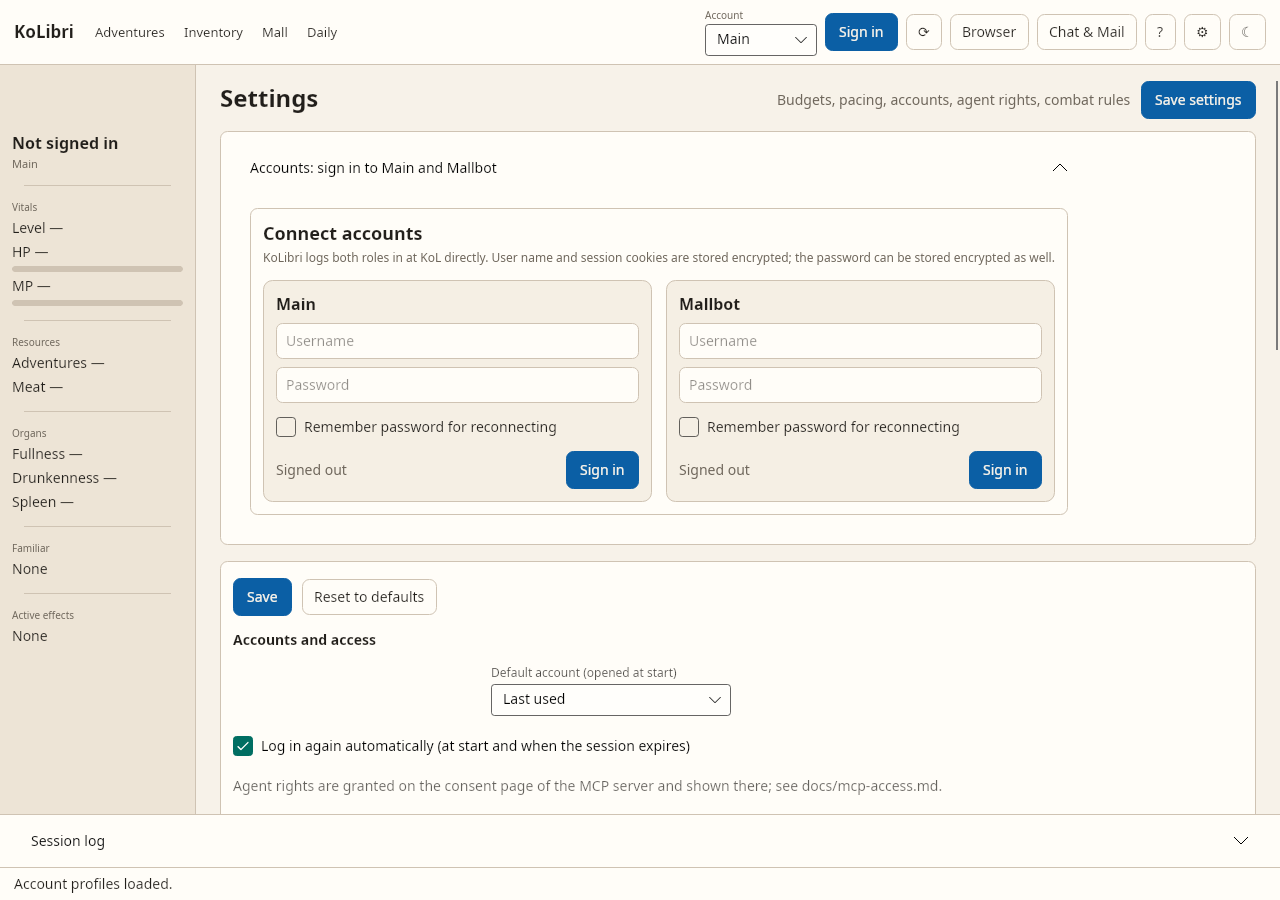 KoLibri
Adventures
Inventory
Mall
Daily
Account
Main
Sign in
⟳
Browser
Chat & Mail
?
⚙
☾
Not signed in
Main
Vitals
Level —
HP —
MP —
Resources
Adventures —
Meat —
Organs
Fullness —
Drunkenness —
Spleen —
Familiar
None
Active effects
None
Settings
Budgets, pacing, accounts, agent rights, combat rules
Save settings
Accounts: sign in to Main and Mallbot
Connect accounts
KoLibri logs both roles in at KoL directly. User name and session cookies are stored encrypted; the password can be stored encrypted as well.
Main
Username
Password
Remember password for reconnecting
Signed out
Sign in
Mallbot
Username
Password
Remember password for reconnecting
Signed out
Sign in
Save
Reset to defaults
Accounts and access
Default account (opened at start)
Last used
Log in again automatically (at start and when the session expires)
Agent rights are granted on the consent page of the MCP server and shown there; see docs/mcp-access.md.
Session log
Account profiles loaded.